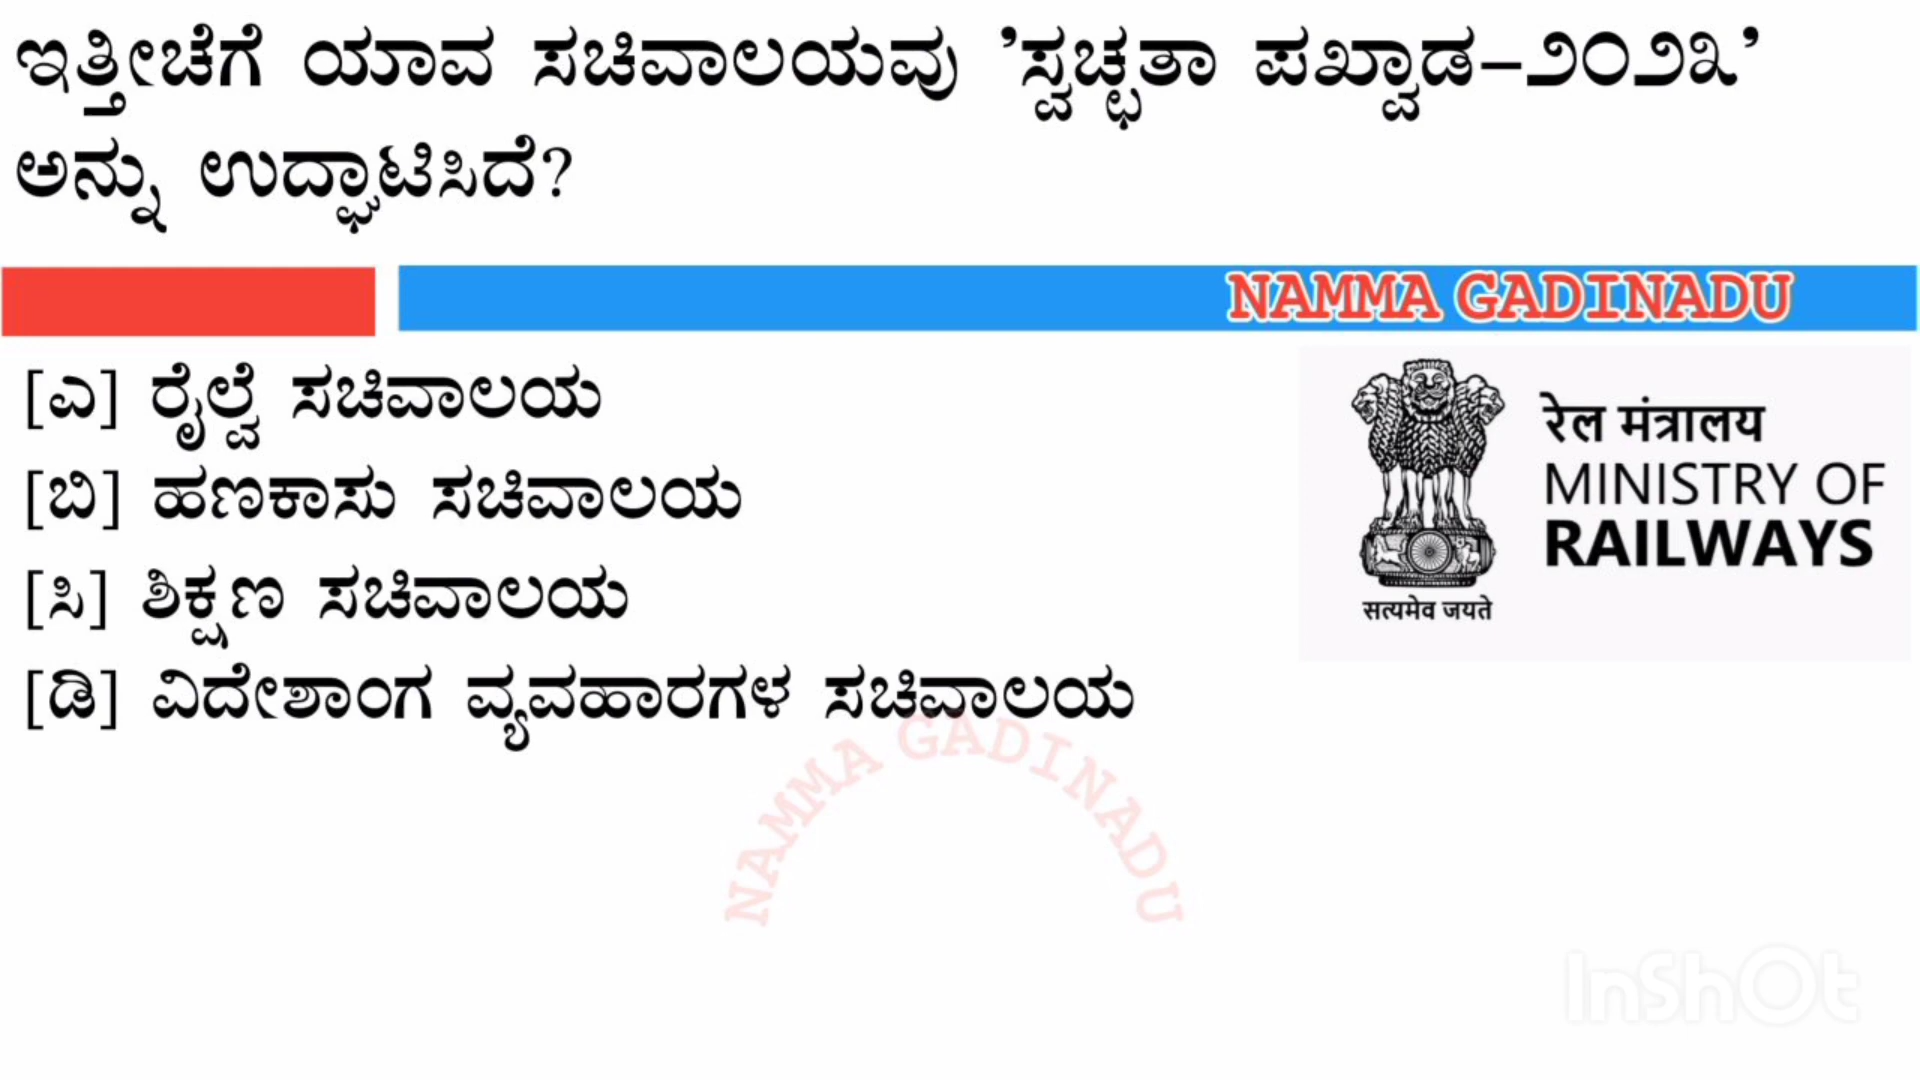 ಇತ್ತೀಚೆಗೆ ಯಾವ ಸಚಿವಾಲಯವು 'ಸ್ವಚ್ಛತಾ ಪಖ್ವಾಡ-೨೦೨೩'
ಅನ್ನು ಉದ್ಘಾಟಿಸಿದೆ?
NAMMA GADINADU
[ಎ] ರೈಲ್ವೆ ಸಚಿವಾಲಯ
[ಬಿ] ಹಣಕಾಸು ಸಚಿವಾಲಯ
[ಸಿ] ಶಿಕ್ಷಣ ಸಚಿವಾಲಯ
[ಡಿ] ವಿದೇಶಾಂಗ ವ್ಯವಹಾರಗಳ ಸಚಿವಾಲಯ
रेल मंत्रालय
MINISTRY OF
RAILWAYS
सत्यमेव जयते
NAMMA GADINADU
InShOt